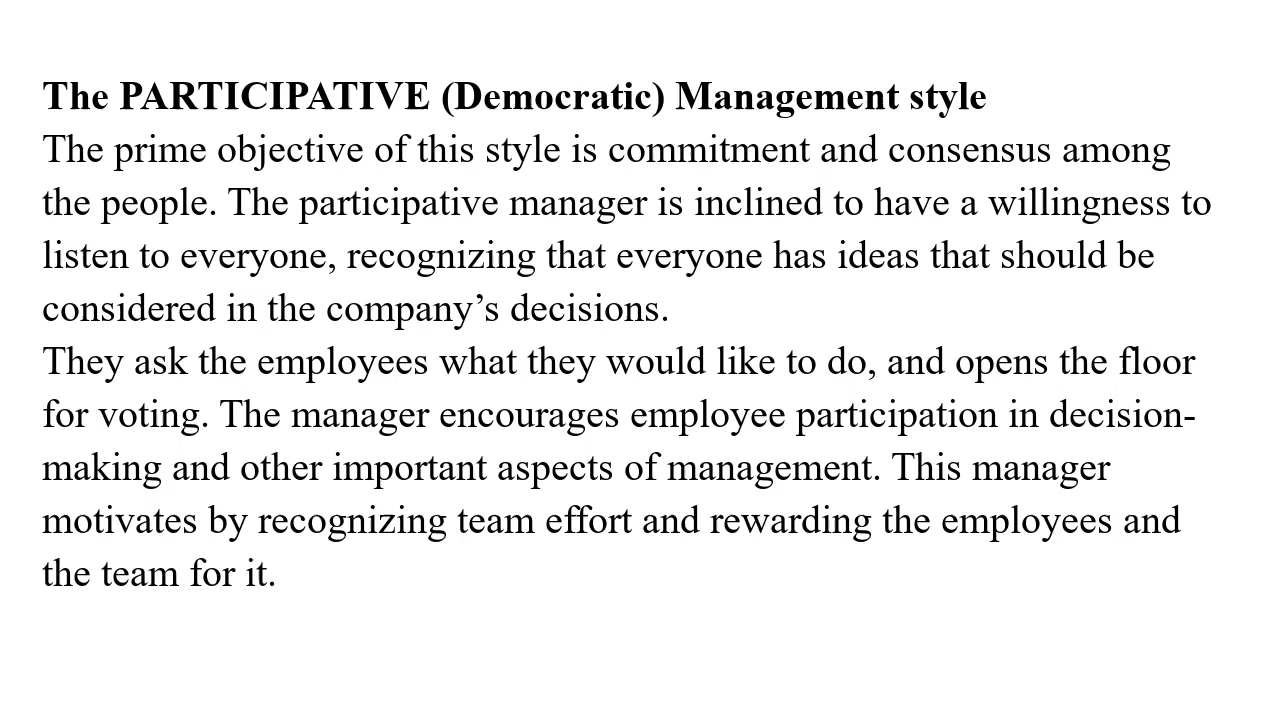 The PARTICIPATIVE (Democratic) Management style
The prime objective of this style is commitment and consensus among
the people. The participative manager is inclined to have a willingness to
listen to everyone, recognizing that everyone has ideas that should be
considered in the company’s decisions.
They ask the employees what they would like to do, and opens the floor
for voting. The manager encourages employee participation in decision-
making and other important aspects of management. This manager
motivates by recognizing team effort and rewarding the employees and
the team for it.